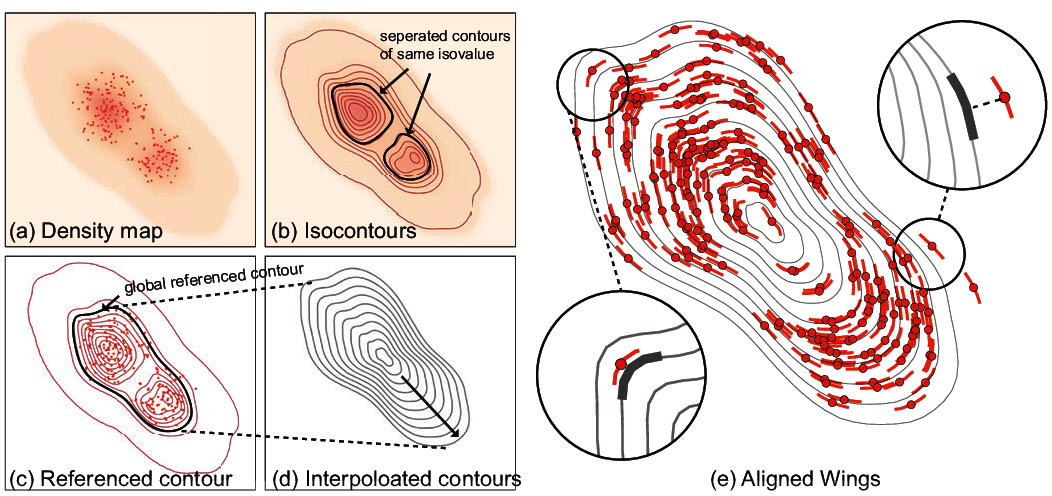 seperated contours
of same isovalue
(a) Density map
(b) Isocontours
global referenced contour
(c) Referenced contour
(d) Interpoloated contours
(e) Aligned Wings